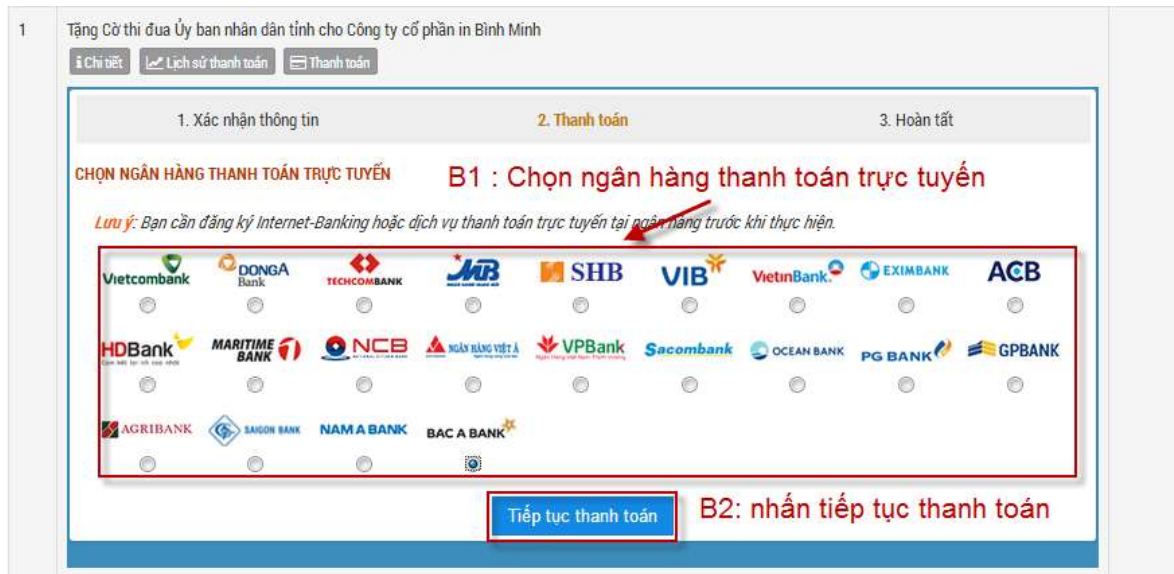 1 Tặng Cờ thi đua Ủy ban nhân dân tỉnh cho Công ty cổ phần in Bình Minh
Chi tiết Lịch sử thanh toán Thanh toán
1. Xác nhận thông tin 2. Thanh toán 3. Hoàn tất
CHỌN NGÂN HÀNG THANH TOÁN TRỰC TUYẾN B1 : Chọn ngân hàng thanh toán trực tuyến
Lưu ý: Bạn cần đăng ký Internet-Banking hoặc dịch vụ thanh toán trực tuyến tại ngân hàng trước khi thực hiện.
Vietcombank DONGA Bank TECHCOMBANK MB SHB VIB VietinBank EXIMBANK ACB
HDBank MARITIME BANK NCB NGÂN HÀNG VIỆT Á VPBank Sacombank OCEAN BANK PG BANK GPBANK
AGRIBANK SAIGON BANK NAM A BANK BAC A BANK
Tiếp tục thanh toán B2: nhấn tiếp tục thanh toán